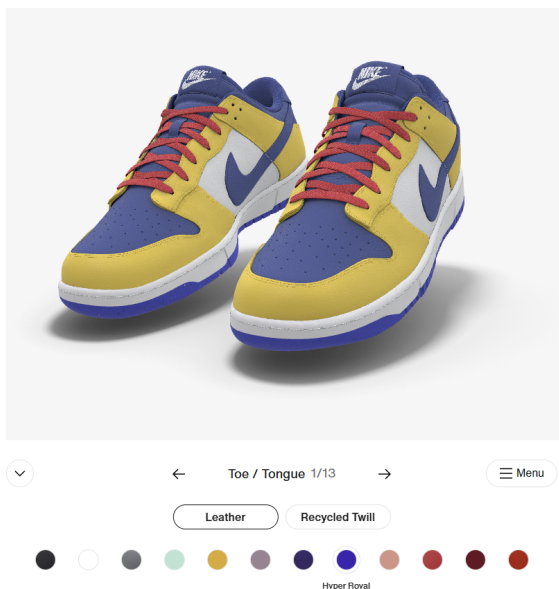 NIKE
NIKE
Toe / Tongue 1/13
Menu
Leather
Recycled Twill
Hyper Royal